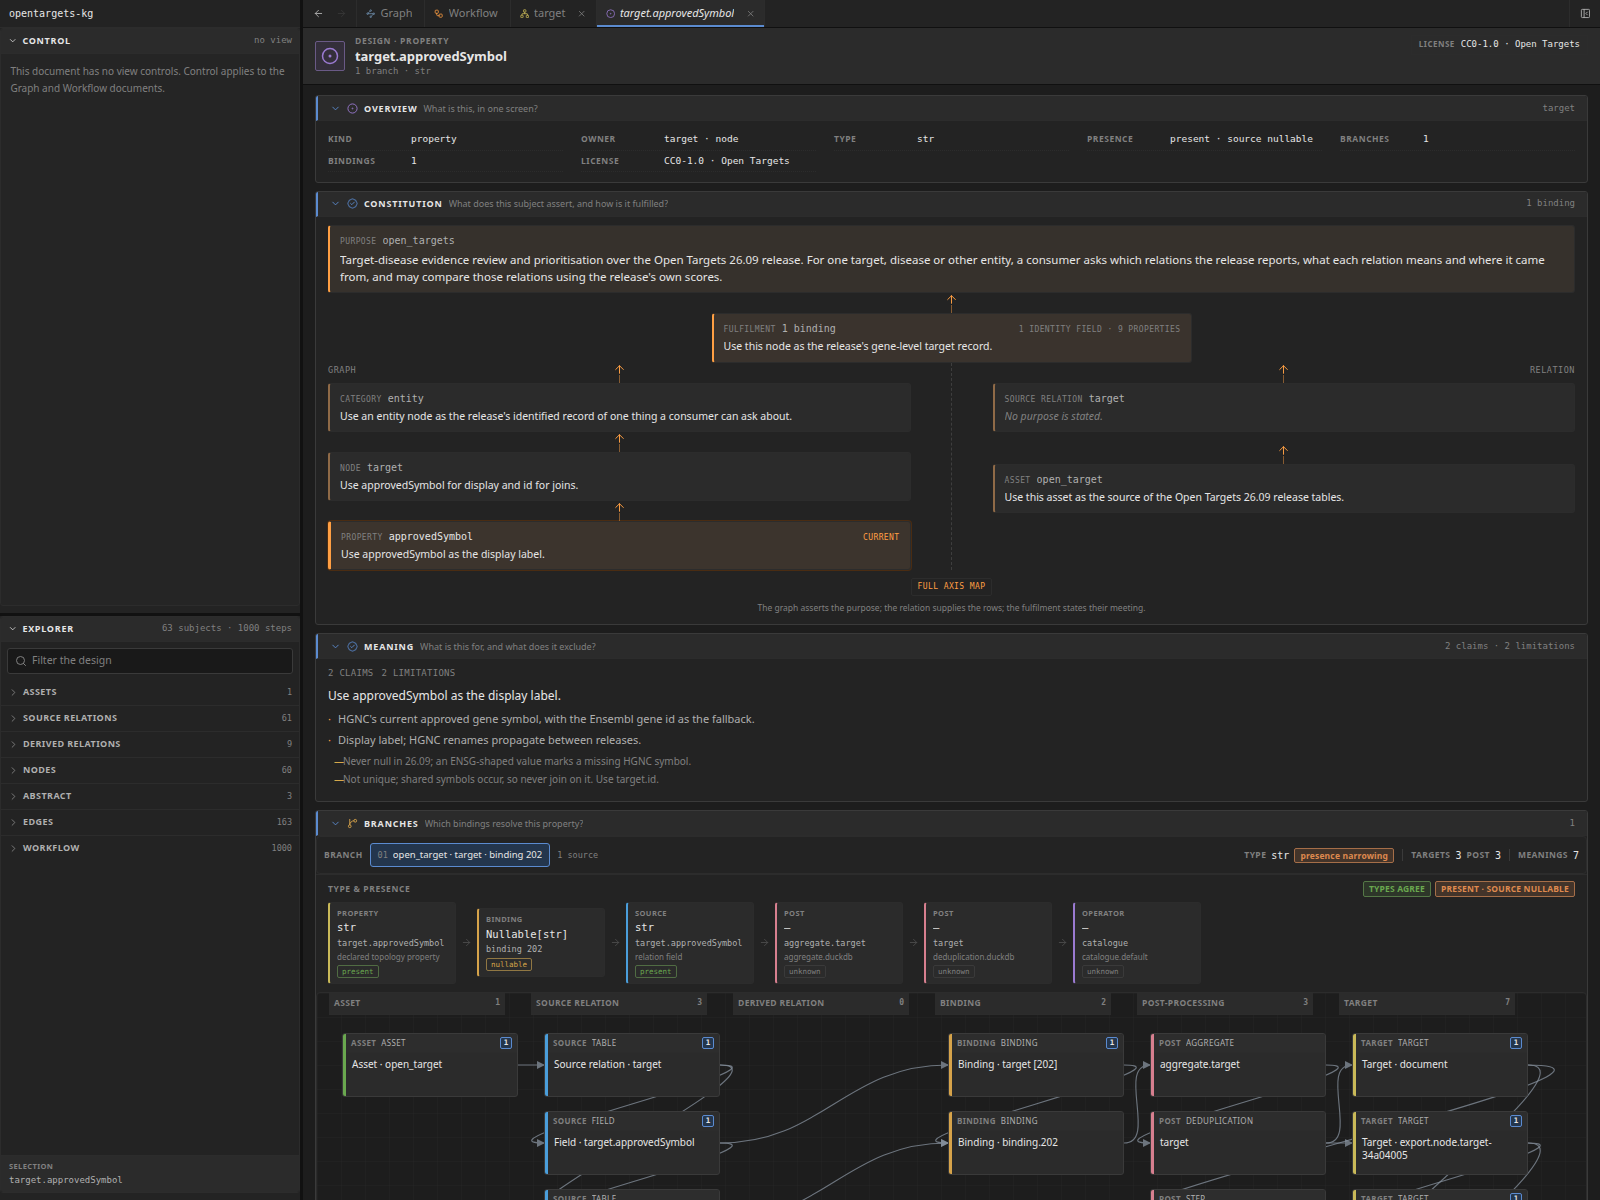 opentargets-kg
Graph
Workflow
target
target.approvedSymbol
CONTROL
no view
This document has no view controls. Control applies to the
Graph and Workflow documents.
DESIGN · PROPERTY
target.approvedSymbol
1 branch · str
LICENSE CC0-1.0 · Open Targets
OVERVIEW What is this, in one screen?
target
KIND property
OWNER target · node
TYPE str
PRESENCE present · source nullable
BRANCHES 1
BINDINGS 1
LICENSE CC0-1.0 · Open Targets
CONSTITUTION What does this subject assert, and how is it fulfilled?
1 binding
PURPOSE open_targets
Target-disease evidence review and prioritisation over the Open Targets 26.09 release. For one target, disease or other entity, a consumer asks which relations the release reports, what each relation means and where it came
from, and may compare those relations using the release's own scores.
FULFILMENT 1 binding
1 IDENTITY FIELD · 9 PROPERTIES
Use this node as the release's gene-level target record.
GRAPH
RELATION
CATEGORY entity
Use an entity node as the release's identified record of one thing a consumer can ask about.
SOURCE RELATION target
No purpose is stated.
NODE target
Use approvedSymbol for display and id for joins.
ASSET open_target
Use this asset as the source of the Open Targets 26.09 release tables.
PROPERTY approvedSymbol
CURRENT
Use approvedSymbol as the display label.
FULL AXIS MAP
The graph asserts the purpose; the relation supplies the rows; the fulfilment states their meeting.
MEANING What is this for, and what does it exclude?
2 claims · 2 limitations
2 CLAIMS 2 LIMITATIONS
Use approvedSymbol as the display label.
· HGNC's current approved gene symbol, with the Ensembl gene id as the fallback.
· Display label; HGNC renames propagate between releases.
—Never null in 26.09; an ENSG-shaped value marks a missing HGNC symbol.
—Not unique; shared symbols occur, so never join on it. Use target.id.
EXPLORER
63 subjects · 1000 steps
Filter the design
ASSETS 1
SOURCE RELATIONS 61
DERIVED RELATIONS 9
NODES 60
ABSTRACT 3
EDGES 163
WORKFLOW 1000
SELECTION
target.approvedSymbol
BRANCHES Which bindings resolve this property?
1
BRANCH 01 open_target · target · binding 202 1 source
TYPE str presence narrowing TARGETS 3 POST 3 MEANINGS 7
TYPE & PRESENCE
TYPES AGREE PRESENT · SOURCE NULLABLE
PROPERTY
str
target.approvedSymbol
declared topology property
present
BINDING
Nullable[str]
binding 202
nullable
SOURCE
str
target.approvedSymbol
relation field
present
POST
—
aggregate.target
aggregate.duckdb
unknown
POST
—
target
deduplication.duckdb
unknown
OPERATOR
—
catalogue
catalogue.default
unknown
ASSET 1
SOURCE RELATION 3
DERIVED RELATION 0
BINDING 2
POST-PROCESSING 3
TARGET 7
ASSET ASSET 1
Asset · open_target
SOURCE TABLE 1
Source relation · target
BINDING BINDING 1
Binding · target [202]
POST AGGREGATE
aggregate.target
TARGET TARGET 1
Target · document
SOURCE FIELD 1
Field · target.approvedSymbol
BINDING BINDING
Binding · binding.202
POST DEDUPLICATION
target
TARGET TARGET 1
Target · export.node.target-
34a04005
SOURCE TABLE 1
POST STEP
TARGET TARGET 1